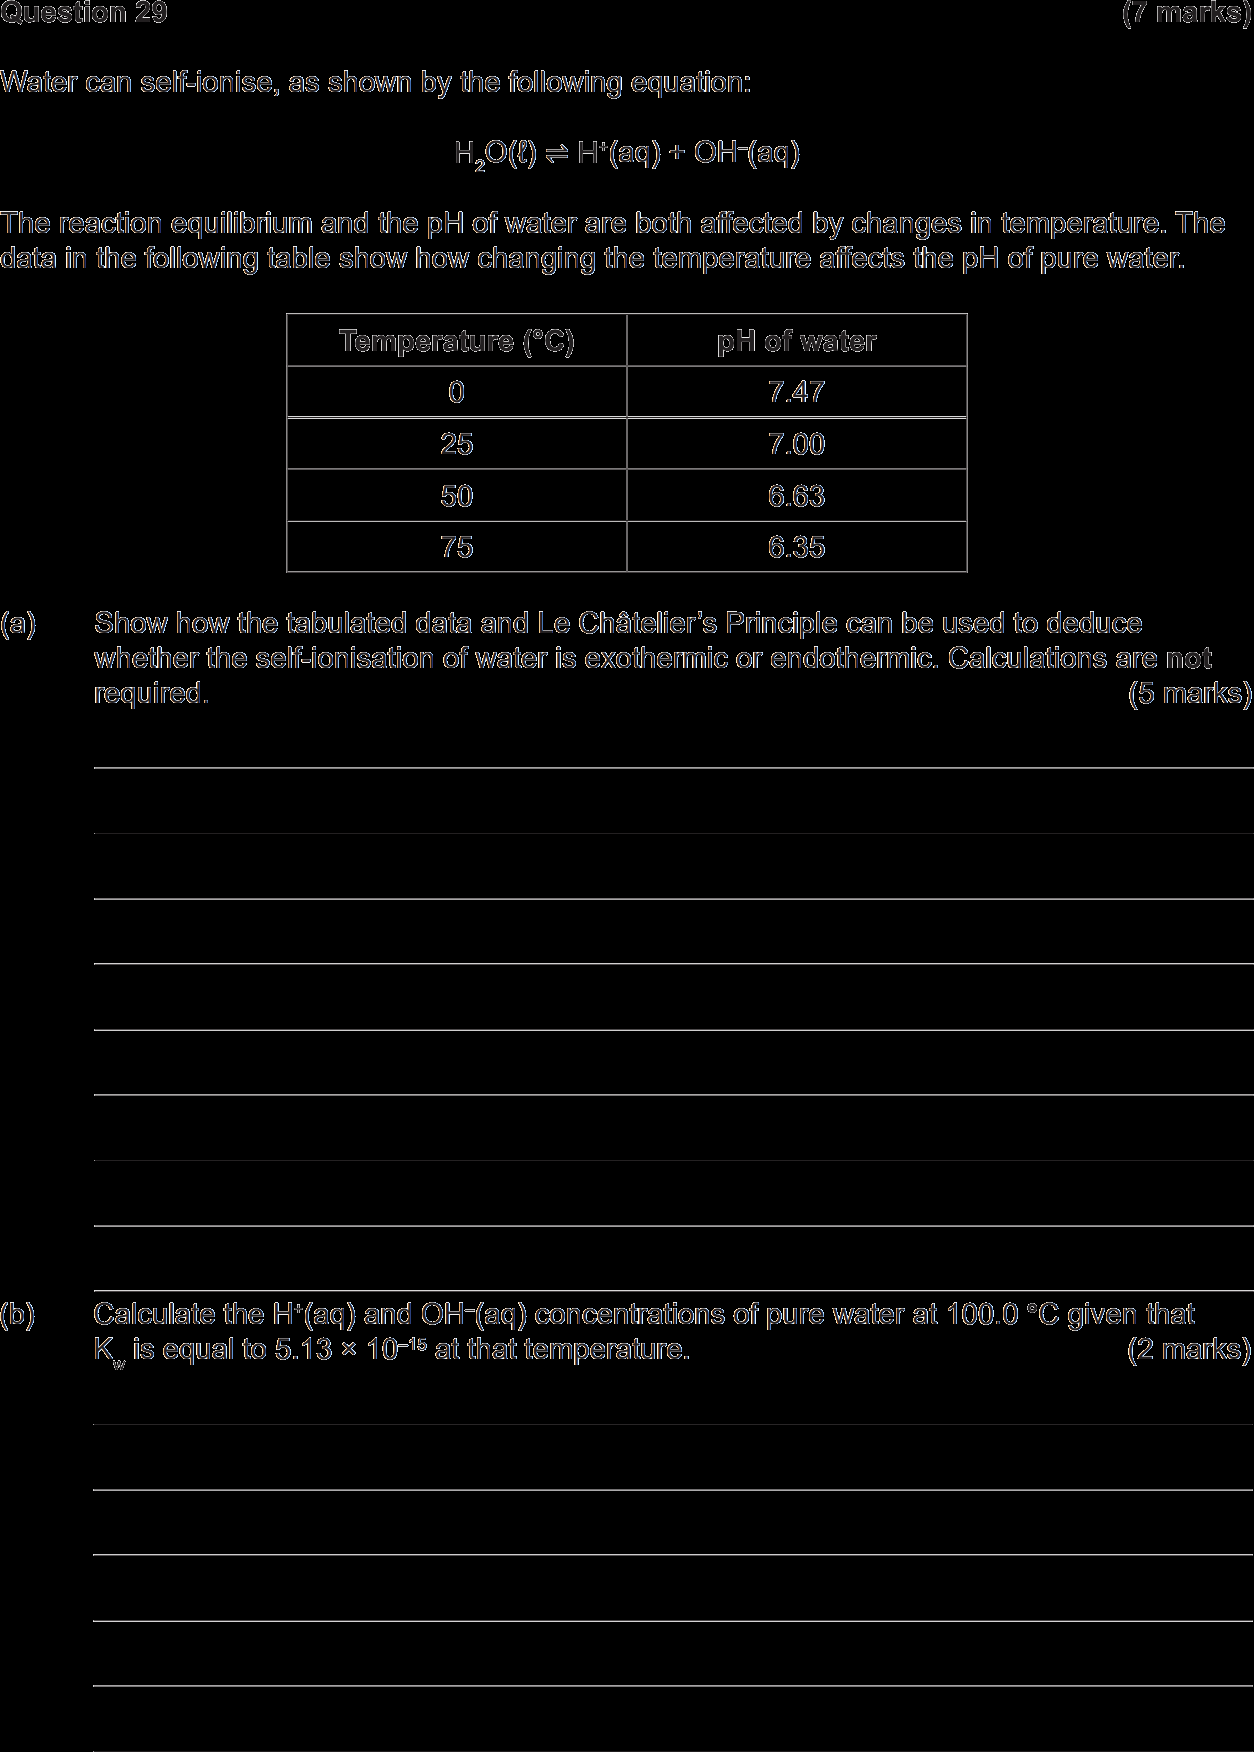 Question 29 (7 marks)
Water can self-ionise, as shown by the following equation:
H₂O(ℓ) ⇌ H⁺(aq) + OH⁻(aq)
The reaction equilibrium and the pH of water are both affected by changes in temperature. The
data in the following table show how changing the temperature affects the pH of pure water.
Temperature (°C) pH of water
0 7.47
25 7.00
50 6.63
75 6.35
(a) Show how the tabulated data and Le Châtelier's Principle can be used to deduce
whether the self-ionisation of water is exothermic or endothermic. Calculations are not
required. (5 marks)
(b) Calculate the H⁺(aq) and OH⁻(aq) concentrations of pure water at 100.0 °C given that
K_w is equal to 5.13 × 10⁻¹⁵ at that temperature. (2 marks)